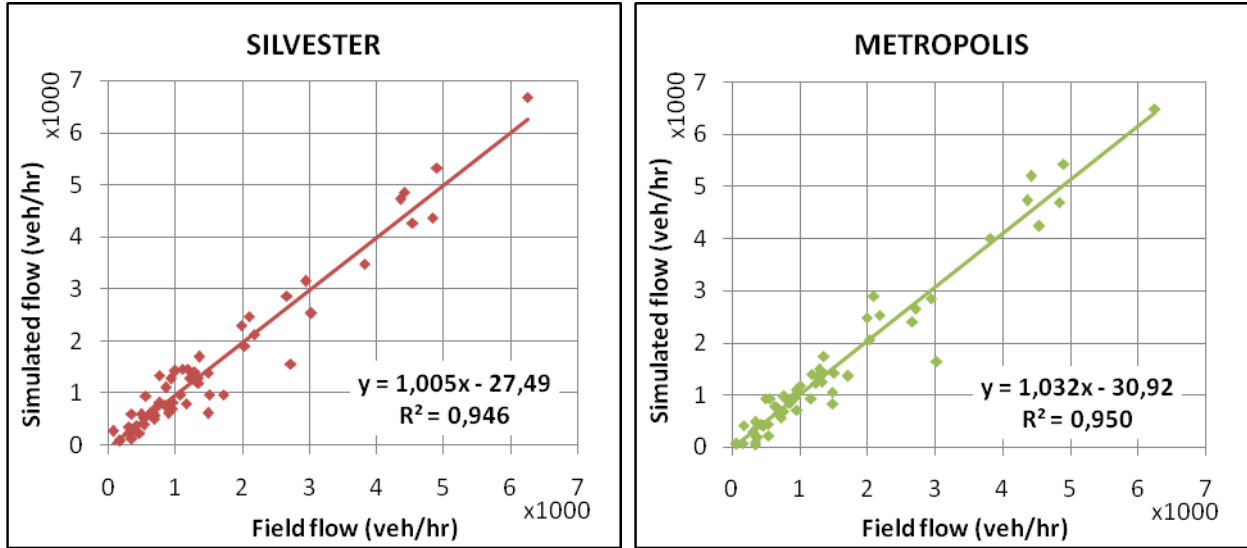 SILVESTER
7
6
5
4
3
2
1
0
x1000
Simulated flow (veh/hr)
y = 1,005x - 27,49
R² = 0,946
0 1 2 3 4 5 6 7
x1000
Field flow (veh/hr)
METROPOLIS
7
6
5
4
3
2
1
0
x1000
Simulated flow (veh/hr)
y = 1,032x - 30,92
R² = 0,950
0 1 2 3 4 5 6 7
x1000
Field flow (veh/hr)